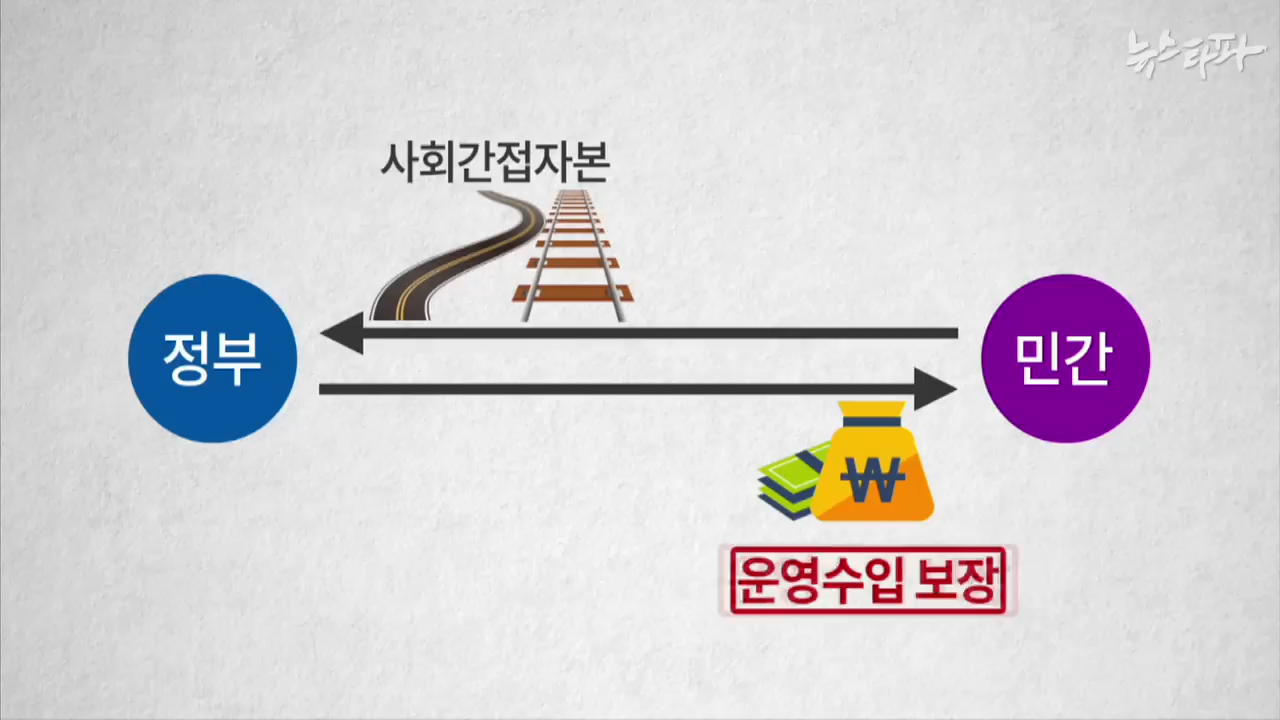 뉴스타파
사회간접자본
정부
민간
₩
운영수입 보장